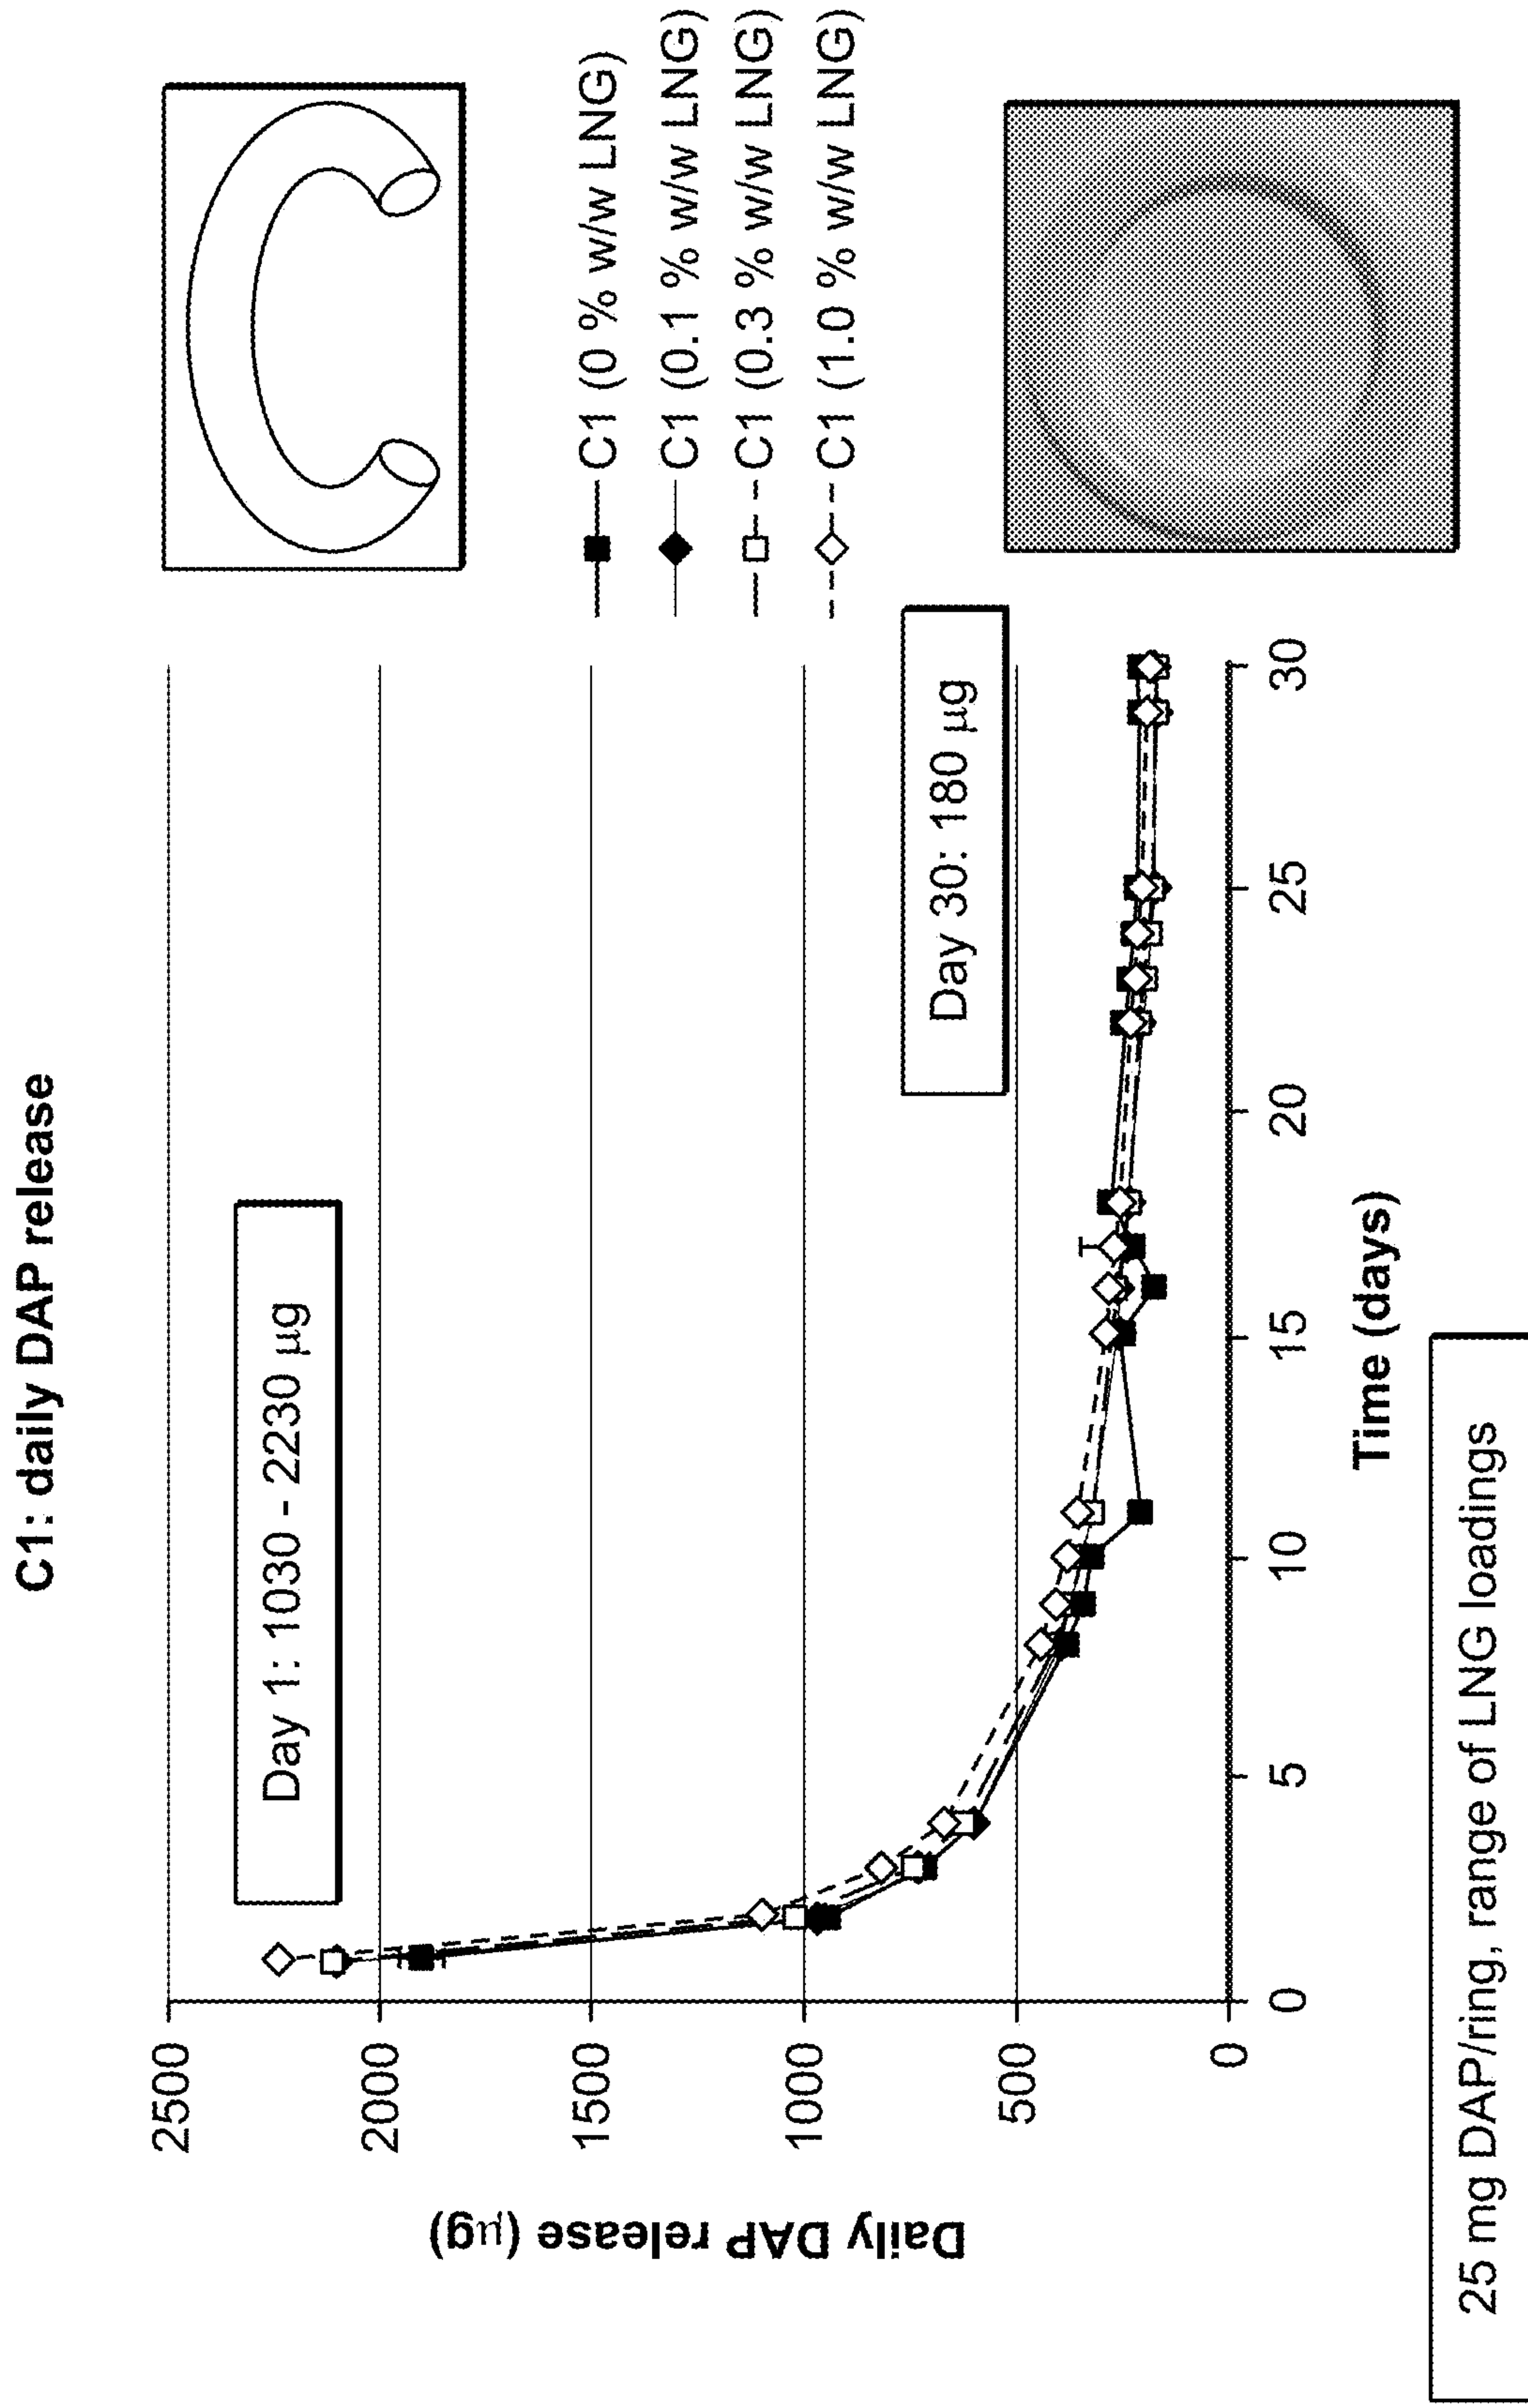 C1: daily DAP release
Day 1: 1030 - 2230 µg
Day 30: 180 µg
Daily DAP release (µg)
2500
2000
1500
1000
500
0
0 5 10 15 20 25 30
Time (days)
C1 (0 % w/w LNG)
C1 (0.1 % w/w LNG)
C1 (0.3 % w/w LNG)
C1 (1.0 % w/w LNG)
25 mg DAP/ring, range of LNG loadings